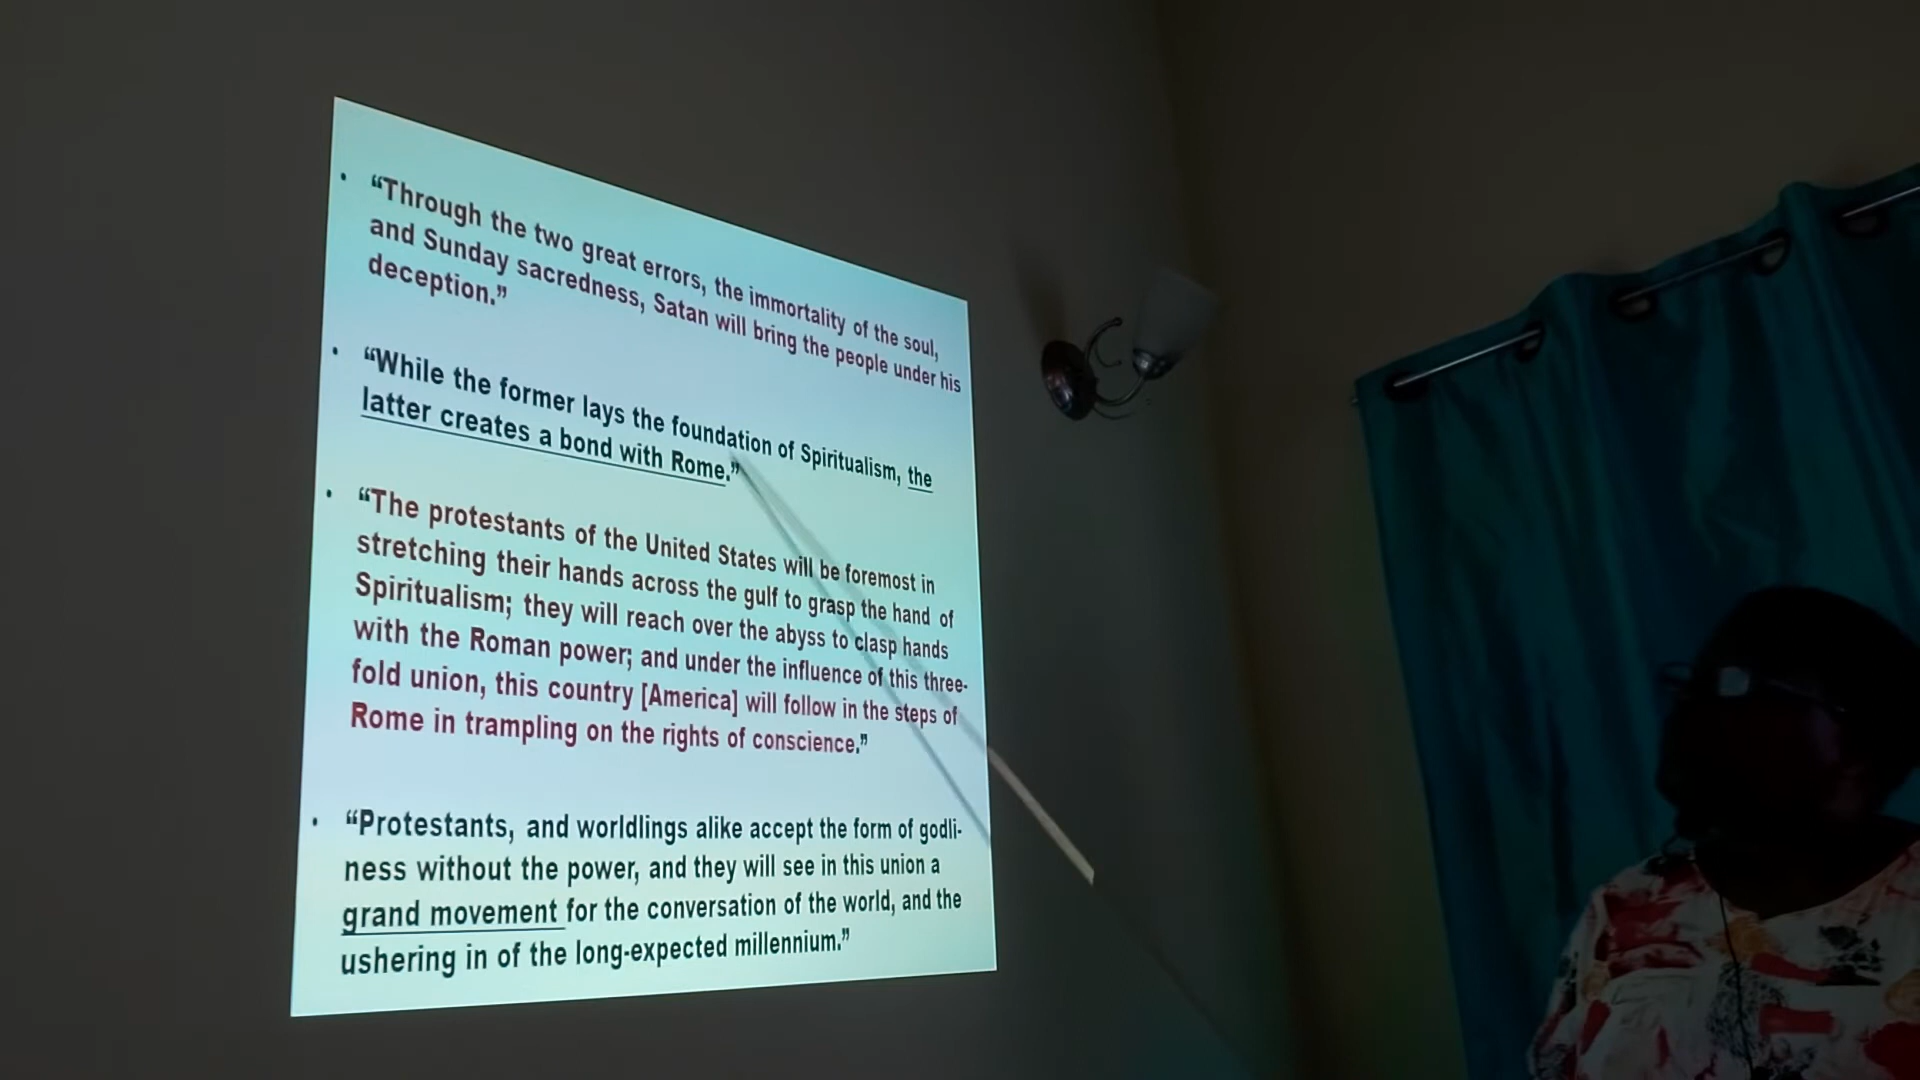 • “Through the two great errors, the immortality of the soul,
and Sunday sacredness, Satan will bring the people under his
deception.”
• “While the former lays the foundation of Spiritualism, the
latter creates a bond with Rome.”
• “The protestants of the United States will be foremost in
stretching their hands across the gulf to grasp the hand of
Spiritualism; they will reach over the abyss to clasp hands
with the Roman power; and under the influence of this three-
fold union, this country [America] will follow in the steps of
Rome in trampling on the rights of conscience.”
• “Protestants, and worldlings alike accept the form of godli-
ness without the power, and they will see in this union a
grand movement for the conversation of the world, and the
ushering in of the long-expected millennium.”